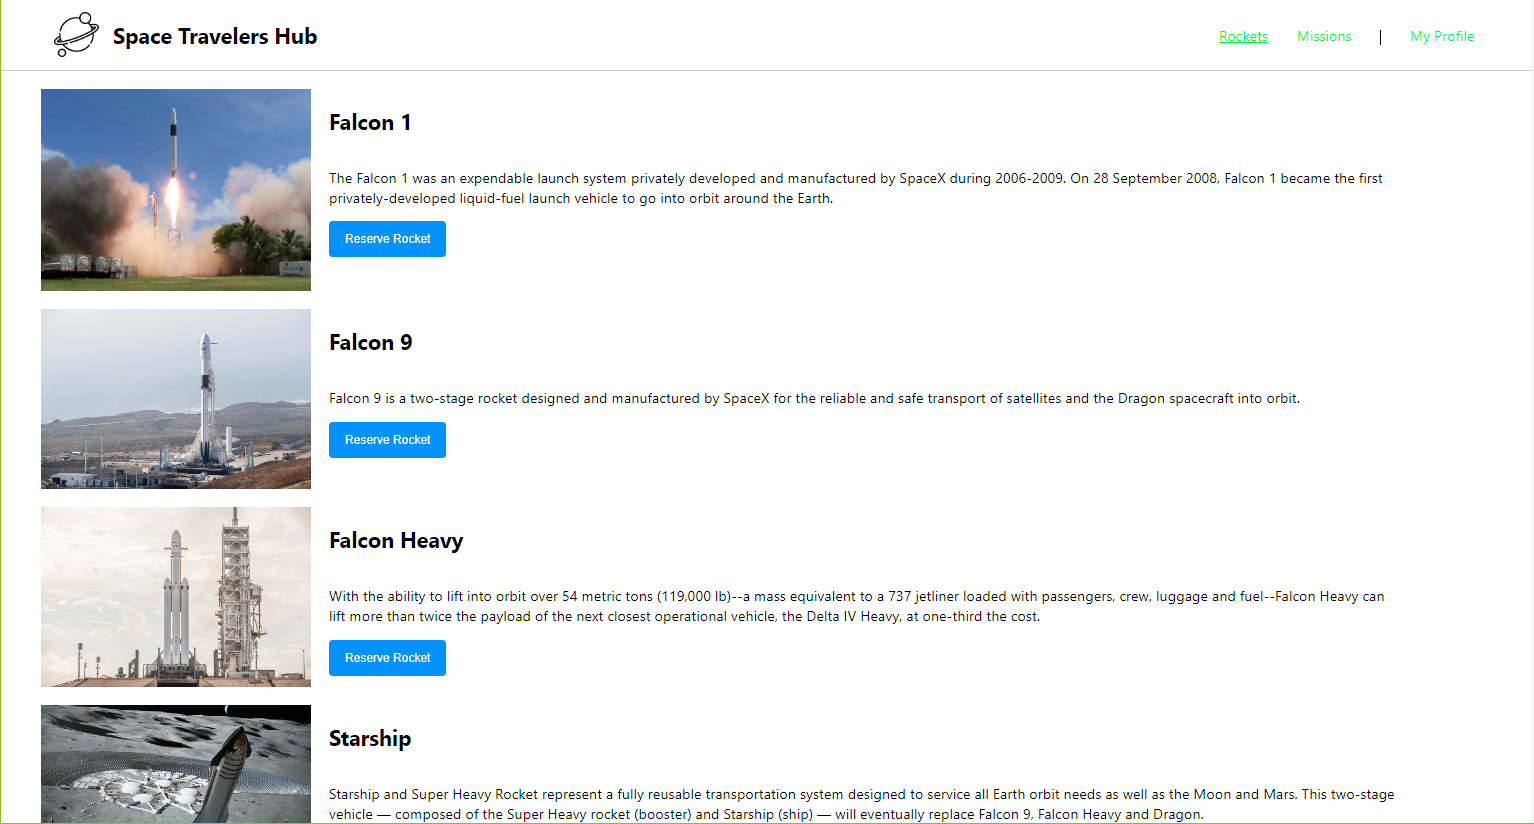 Space Travelers Hub
Rockets Missions | My Profile
Falcon 1
The Falcon 1 was an expendable launch system privately developed and manufactured by SpaceX during 2006-2009. On 28 September 2008, Falcon 1 became the first
privately-developed liquid-fuel launch vehicle to go into orbit around the Earth.
Reserve Rocket
Falcon 9
Falcon 9 is a two-stage rocket designed and manufactured by SpaceX for the reliable and safe transport of satellites and the Dragon spacecraft into orbit.
Reserve Rocket
Falcon Heavy
With the ability to lift into orbit over 54 metric tons (119,000 lb)--a mass equivalent to a 737 jetliner loaded with passengers, crew, luggage and fuel--Falcon Heavy can
lift more than twice the payload of the next closest operational vehicle, the Delta IV Heavy, at one-third the cost.
Reserve Rocket
Starship
Starship and Super Heavy Rocket represent a fully reusable transportation system designed to service all Earth orbit needs as well as the Moon and Mars. This two-stage
vehicle — composed of the Super Heavy rocket (booster) and Starship (ship) — will eventually replace Falcon 9, Falcon Heavy and Dragon.